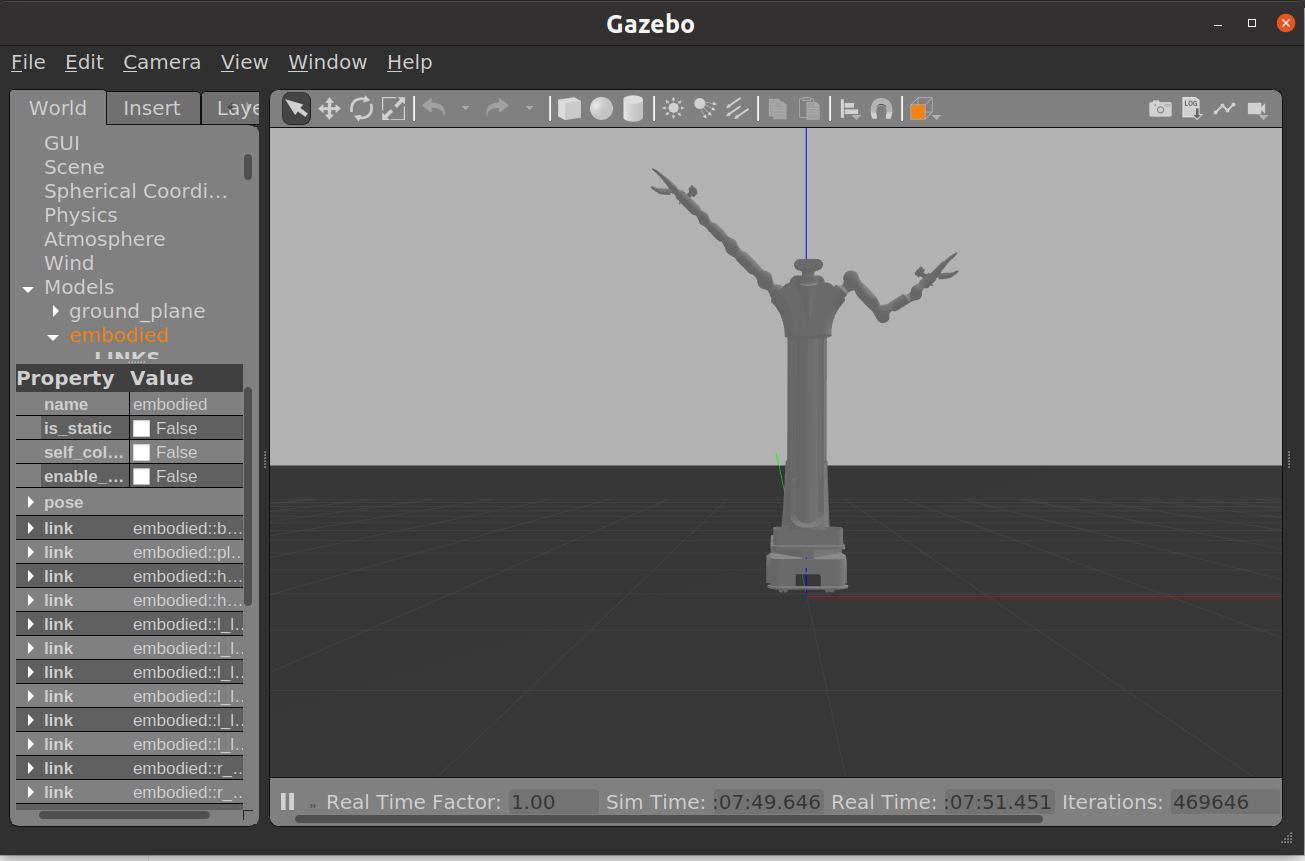 Gazebo
File Edit Camera View Window Help
World Insert Laye
LOG
GUI
Scene
Spherical Coordi...
Physics
Atmosphere
Wind
Models
ground_plane
embodied
LINKS
Property Value
name embodied
is_static False
self_col... False
enable_... False
pose
link embodied::b...
link embodied::pl...
link embodied::h...
link embodied::h...
link embodied::l_l...
link embodied::l_l...
link embodied::l_l...
link embodied::l_l...
link embodied::l_l...
link embodied::l_l...
link embodied::r_...
link embodied::r_...
Real Time Factor: 1.00 Sim Time: :07:49.646 Real Time: :07:51.451 Iterations: 469646